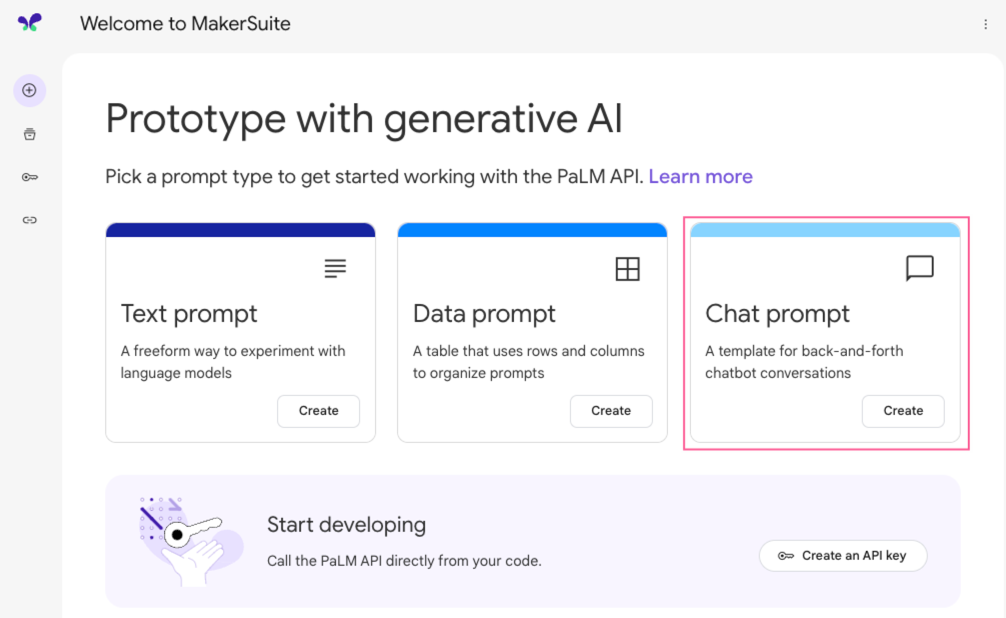 Welcome to MakerSuite
Prototype with generative AI
Pick a prompt type to get started working with the PaLM API. Learn more
Text prompt
A freeform way to experiment with
language models
Create
Data prompt
A table that uses rows and columns
to organize prompts
Create
Chat prompt
A template for back-and-forth
chatbot conversations
Create
Start developing
Call the PaLM API directly from your code.
Create an API key